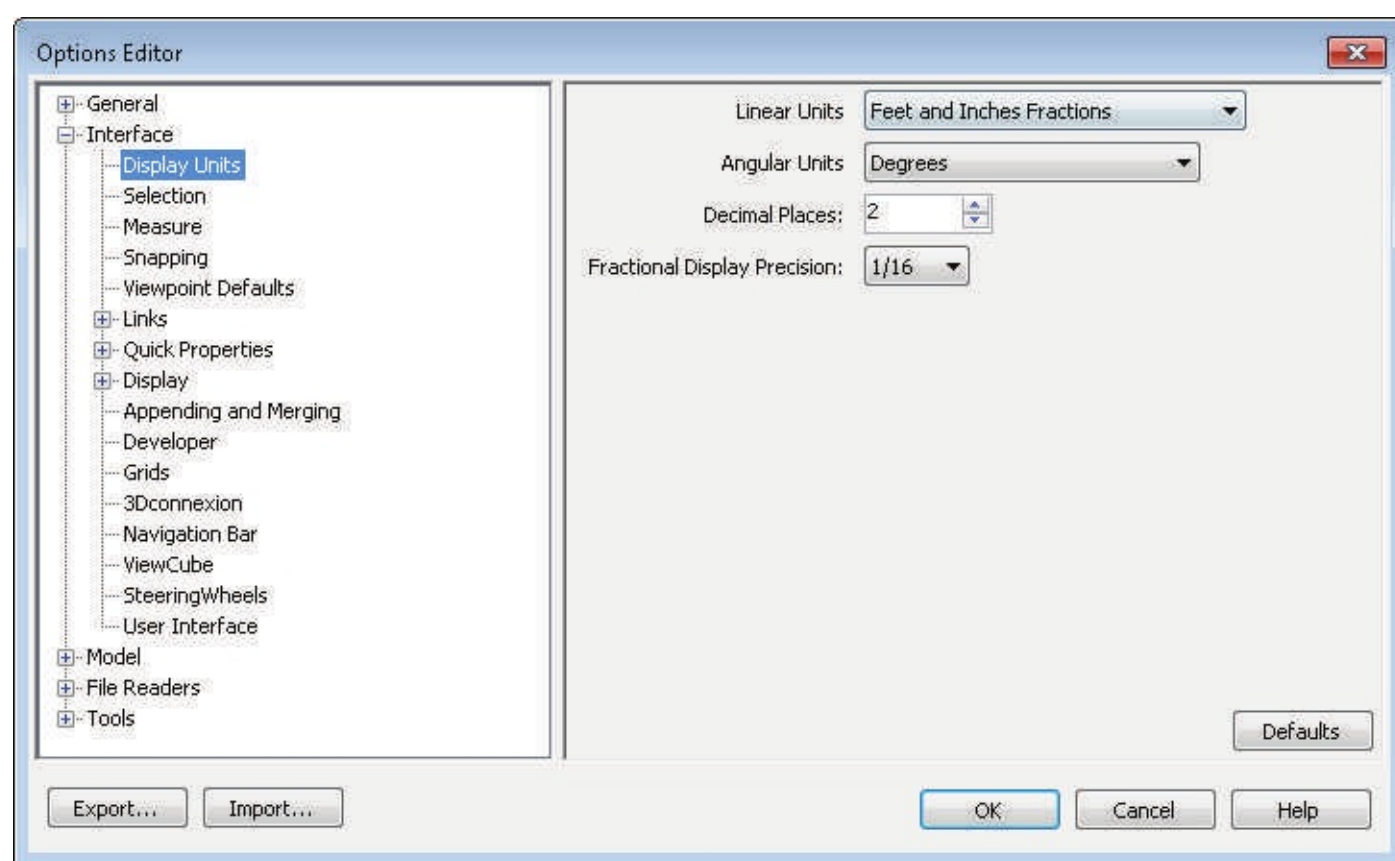 Options Editor
General
Interface
Display Units
Selection
Measure
Snapping
Viewpoint Defaults
Links
Quick Properties
Display
Appending and Merging
Developer
Grids
3Dconnexion
Navigation Bar
ViewCube
SteeringWheels
User Interface
Model
File Readers
Tools
Linear Units Feet and Inches Fractions
Angular Units Degrees
Decimal Places: 2
Fractional Display Precision: 1/16
Defaults
Export... Import... OK Cancel Help